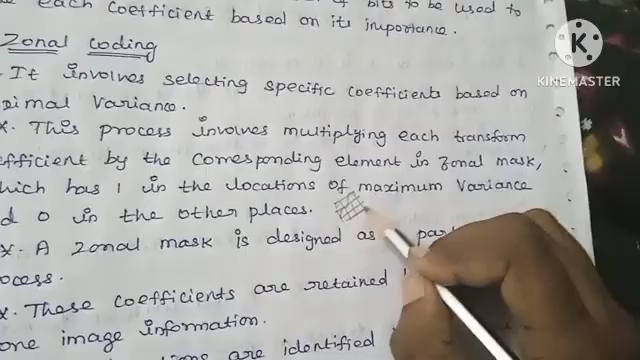 each Coefficient based on its importance.
Zonal Coding
- It involves selecting specific coefficients based on
ximal Variance.
x. This process involves multiplying each transform
efficient by the corresponding element in Zonal mask,
hich has 1 in the locations of maximum Variance
d 0 in the other places.
x. A Zonal mask is designed as par
ocess.
x. These coefficients are retained
one image information.
are identified
KINEMASTER